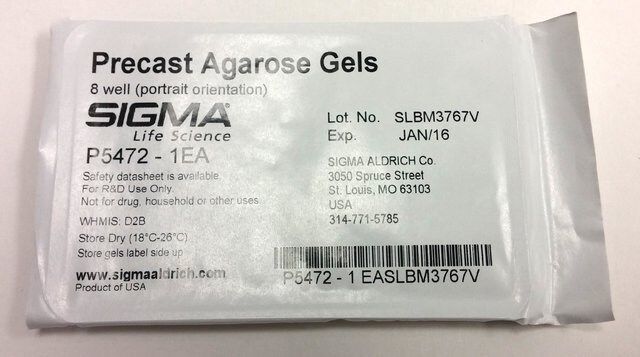 Precast Agarose Gels
8 well (portrait orientation)
SIGMA®
Life Science
P5472 - 1EA
Safety datasheet is available.
For R&D Use Only.
Not for drug, household or other uses
WHMIS: D2B
Store Dry (18°C-26°C)
Store gels label side up
www.sigmaaldrich.com
Product of USA
Lot. No. SLBM3767V
Exp. JAN/16
SIGMA ALDRICH Co.
3050 Spruce Street
St. Louis, MO 63103
USA
314-771-5785
P5472 - 1 EASLBM3767V